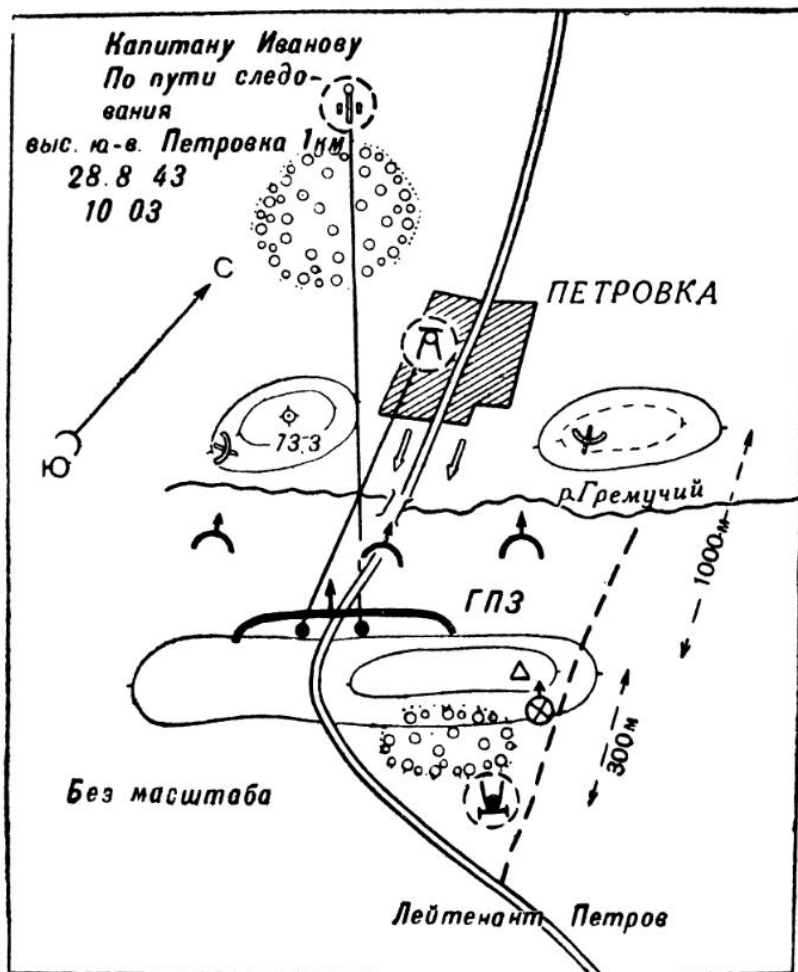 Капитану Иванову
По пути следо-
вания
выс. ю-в. Петровка 1км
28.8 43
10 03
С
ПЕТРОВКА
Ю
73,3
р.Гремучий
1000м
ГПЗ
300м
Без масштаба
Лейтенант Петров